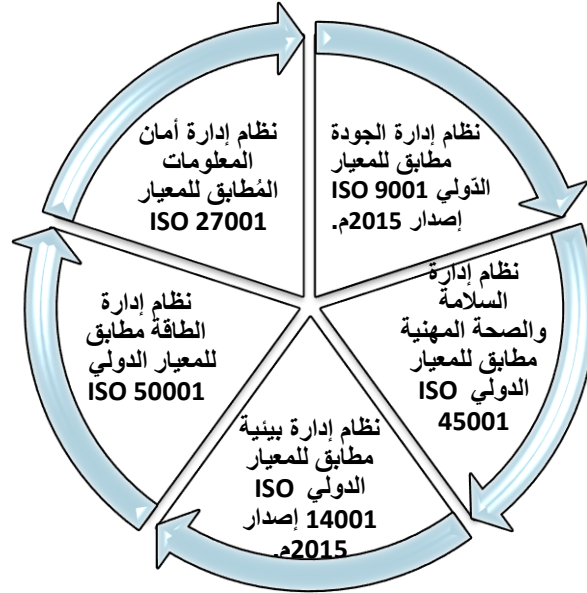 نظام إدارة الجودة
مطابق للمعيار
الدّولي ISO 9001
إصدار 2015م.
نظام إدارة
السلامة
والصحة المهنية
مطابق للمعيار
الدولي ISO
45001
نظام إدارة بيئية
مطابق للمعيار
الدولي ISO
14001 إصدار
2015م.
نظام إدارة
الطاقة مطابق
للمعيار الدولي
ISO 50001
نظام إدارة أمان
المعلومات
المُطابق للمعيار
ISO 27001